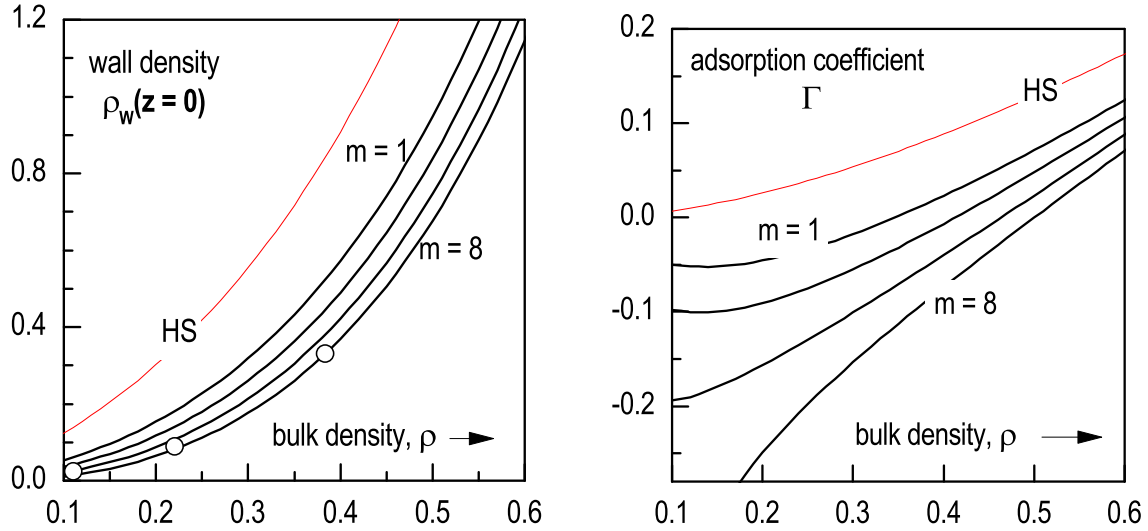 1.2
0.8
0.4
0.0
wall density
ρw(z = 0)
m = 1
m = 8
HS
bulk density, ρ
0.1 0.2 0.3 0.4 0.5 0.6
0.2
0.1
0.0
-0.1
-0.2
adsorption coefficient
Γ
HS
m = 1
m = 8
bulk density, ρ
0.1 0.2 0.3 0.4 0.5 0.6